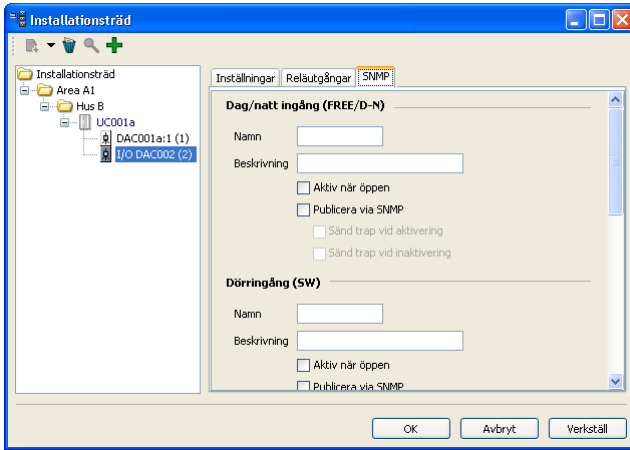 Installationsträd
Installationsträd
Area A1
Hus B
UC001a
DAC001a:1 (1)
I/O DAC002 (2)
Inställningar Reläutgångar SNMP
Dag/natt ingång (FREE/D-N)
Namn
Beskrivning
Aktiv när öppen
Publicera via SNMP
Sänd trap vid aktivering
Sänd trap vid inaktivering
Dörringång (SW)
Namn
Beskrivning
Aktiv när öppen
Publicera via SNMP
OK Avbryt Verkställ